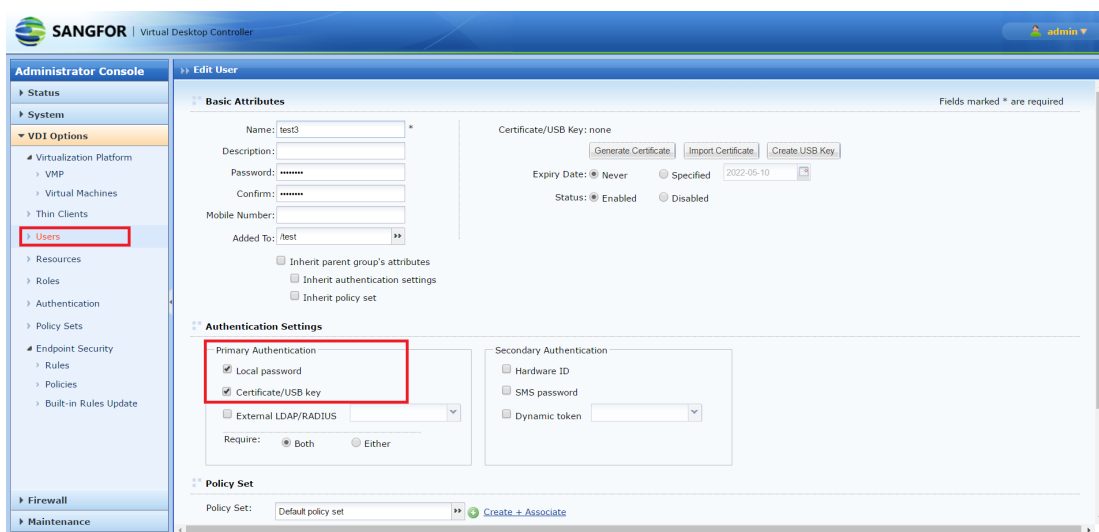 SANGFOR | Virtual Desktop Controller
admin
Administrator Console
Edit User
Status
System
VDI Options
Virtualization Platform
VMP
Virtual Machines
Thin Clients
Users
Resources
Roles
Authentication
Policy Sets
Endpoint Security
Rules
Policies
Built-in Rules Update
Firewall
Maintenance
Basic Attributes
Fields marked * are required
Name: test3 *
Description:
Password: ••••••••
Confirm: ••••••••
Mobile Number:
Added To: /test
Inherit parent group's attributes
Inherit authentication settings
Inherit policy set
Certificate/USB Key: none
Generate Certificate Import Certificate Create USB Key
Expiry Date: Never Specified 2022-05-10
Status: Enabled Disabled
Authentication Settings
Primary Authentication
Local password
Certificate/USB key
External LDAP/RADIUS
Require: Both Either
Secondary Authentication
Hardware ID
SMS password
Dynamic token
Policy Set
Policy Set: Default policy set Create + Associate